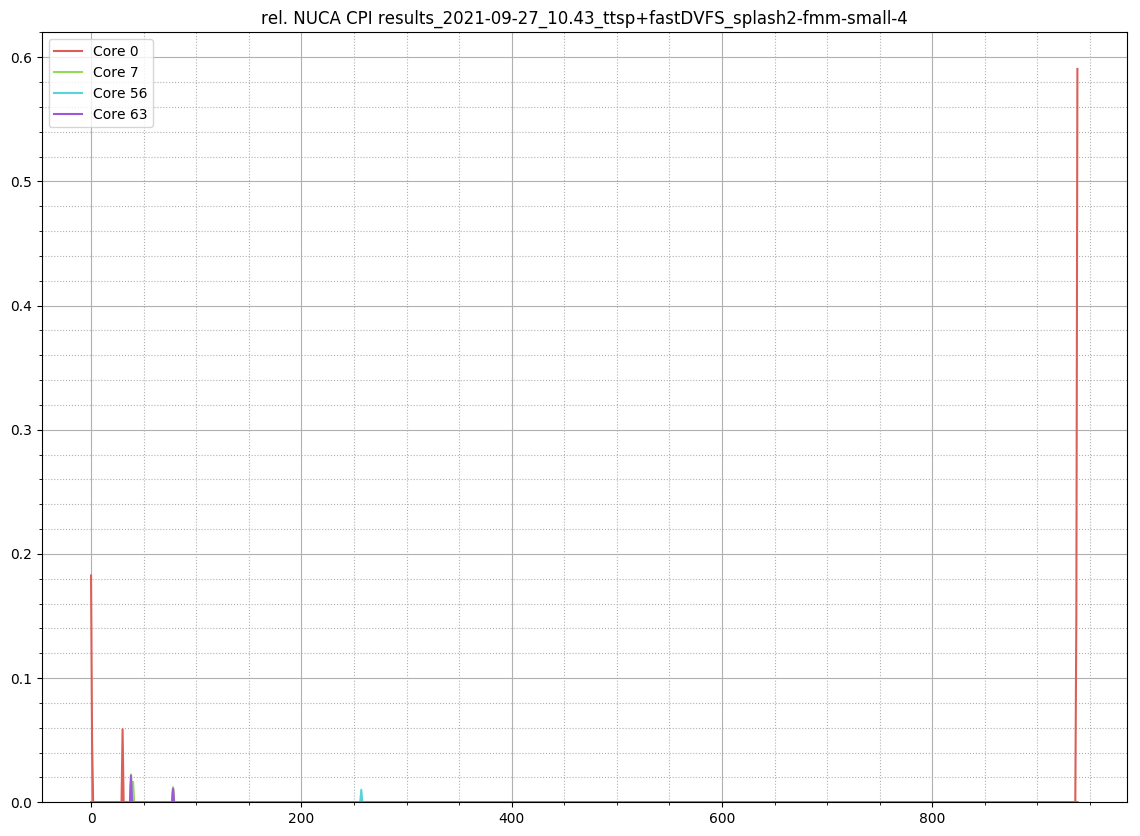 rel. NUCA CPI results_2021-09-27_10.43_ttsp+fastDVFS_splash2-fmm-small-4
Core 0
Core 7
Core 56
Core 63
0.6
0.5
0.4
0.3
0.2
0.1
0.0
0 200 400 600 800